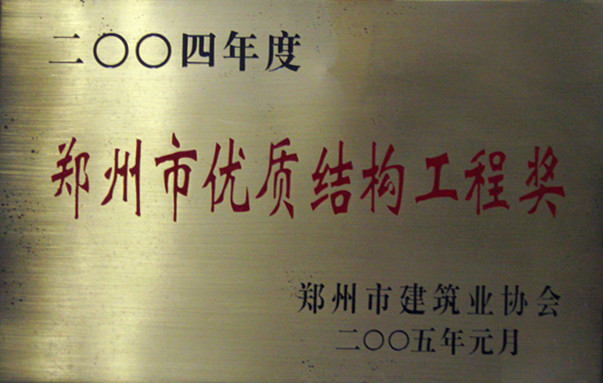 二〇〇四年度
郑州市优质结构工程奖
郑州市建筑业协会
二〇〇五年元月